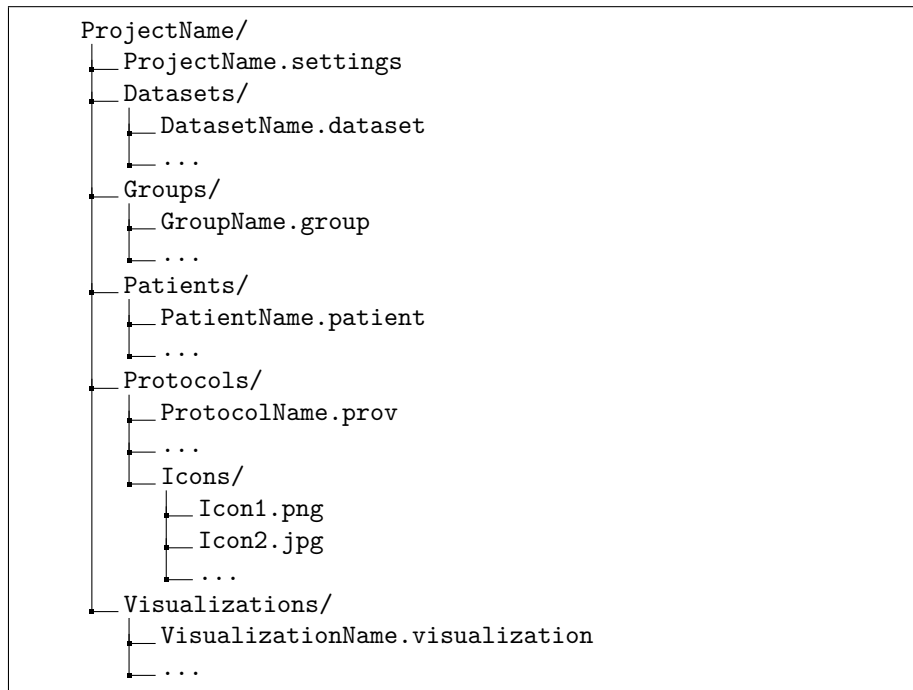 ProjectName/
ProjectName.settings
Datasets/
DatasetName.dataset
...
Groups/
GroupName.group
...
Patients/
PatientName.patient
...
Protocols/
ProtocolName.prov
...
Icons/
Icon1.png
Icon2.jpg
...
Visualizations/
VisualizationName.visualization
...